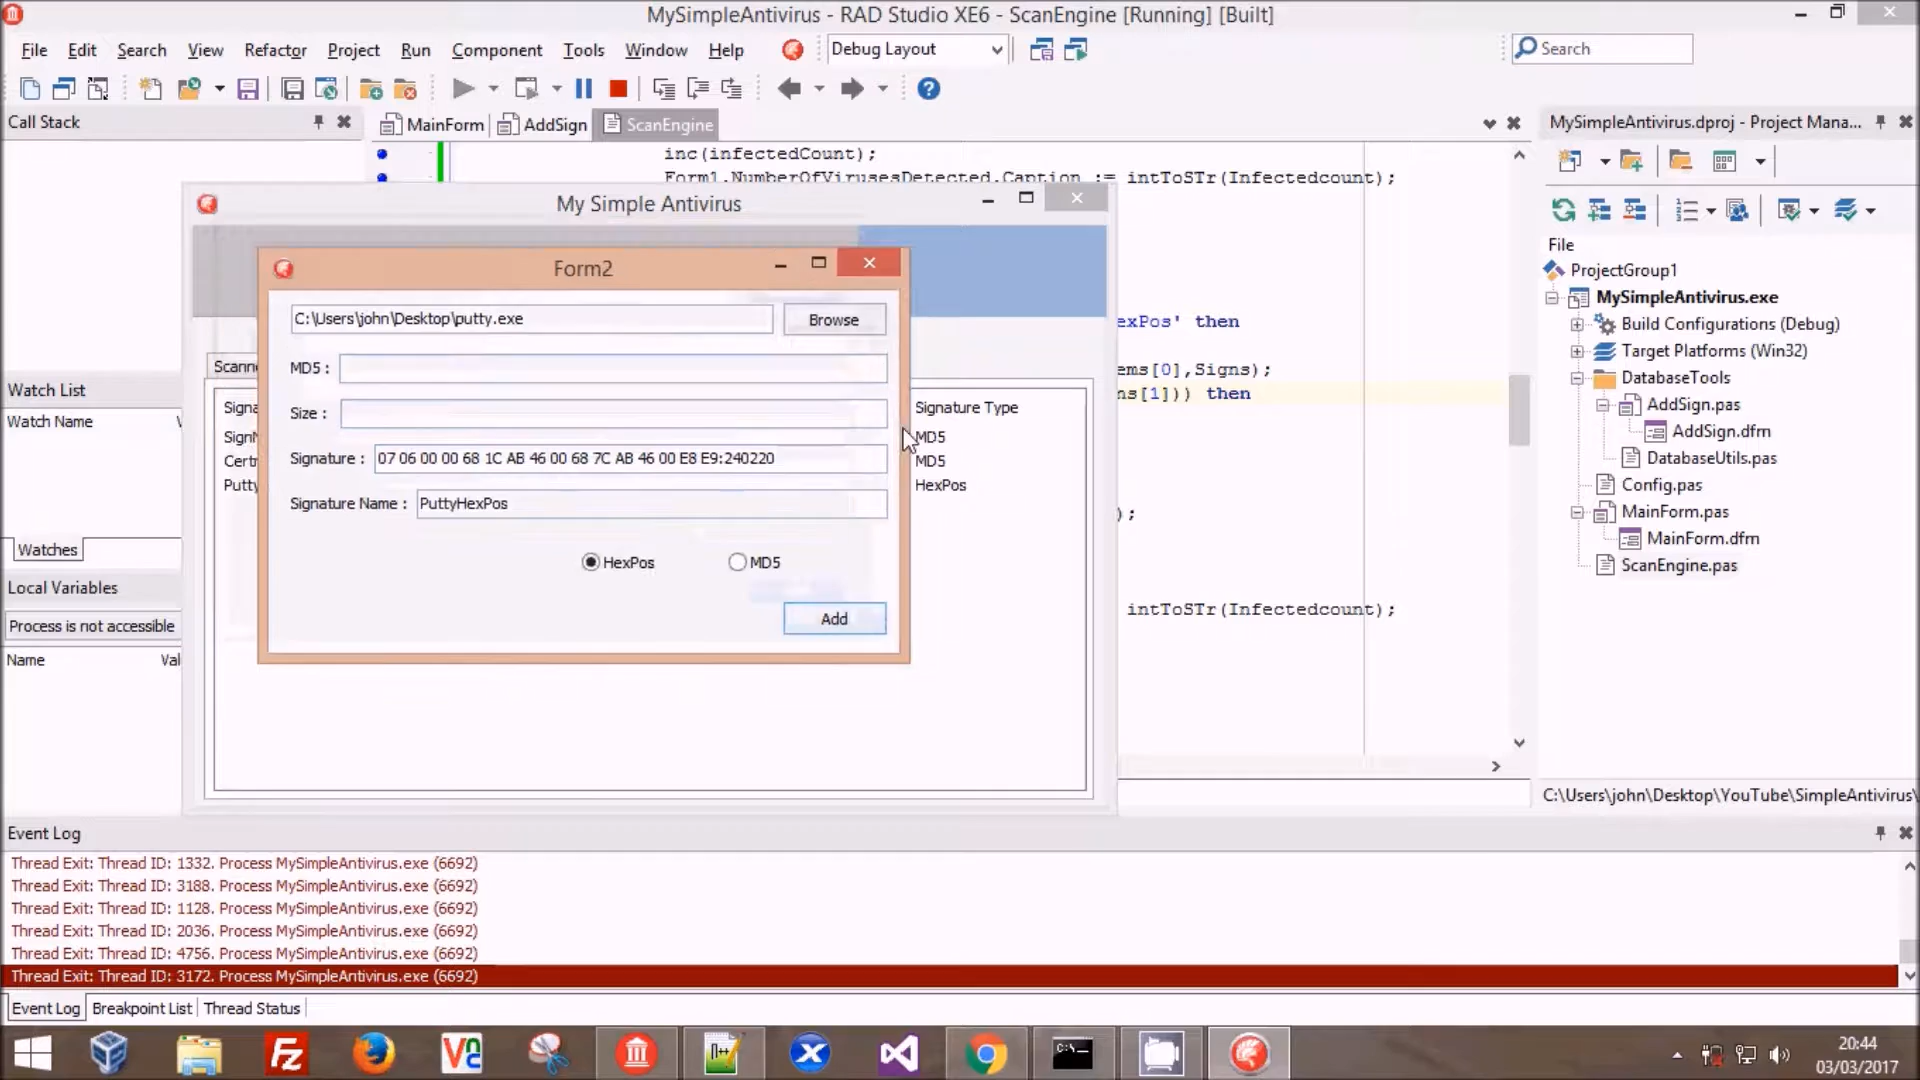 MySimpleAntivirus - RAD Studio XE6 - ScanEngine [Running] [Built]
File Edit Search View Refactor Project Run Component Tools Window Help
Debug Layout
Search
Call Stack
MainForm AddSign ScanEngine
MySimpleAntivirus.dproj - Project Mana...
inc(infectedCount);
Form1.NumberOfVirusesDetected.Caption := intToSTr(Infectedcount);
My Simple Antivirus
Form2
C:\Users\john\Desktop\putty.exe
Browse
MD5 :
Size :
Signature : 07 06 00 00 68 1C AB 46 00 68 7C AB 46 00 E8 E9:240220
Signature Name : PuttyHexPos
HexPos MD5
Add
Signature Type
MD5
MD5
HexPos
exPos' then
ems[0],Signs);
ns[1])) then
);
intToSTr(Infectedcount);
File
ProjectGroup1
MySimpleAntivirus.exe
Build Configurations (Debug)
Target Platforms (Win32)
DatabaseTools
AddSign.pas
AddSign.dfm
DatabaseUtils.pas
Config.pas
MainForm.pas
MainForm.dfm
ScanEngine.pas
C:\Users\john\Desktop\YouTube\SimpleAntivirus\
Watch List
Watch Name
Watches
Local Variables
Process is not accessible
Name Val
Event Log
Thread Exit: Thread ID: 1332. Process MySimpleAntivirus.exe (6692)
Thread Exit: Thread ID: 3188. Process MySimpleAntivirus.exe (6692)
Thread Exit: Thread ID: 1128. Process MySimpleAntivirus.exe (6692)
Thread Exit: Thread ID: 2036. Process MySimpleAntivirus.exe (6692)
Thread Exit: Thread ID: 4756. Process MySimpleAntivirus.exe (6692)
Thread Exit: Thread ID: 3172. Process MySimpleAntivirus.exe (6692)
Event Log Breakpoint List Thread Status
20:44
03/03/2017